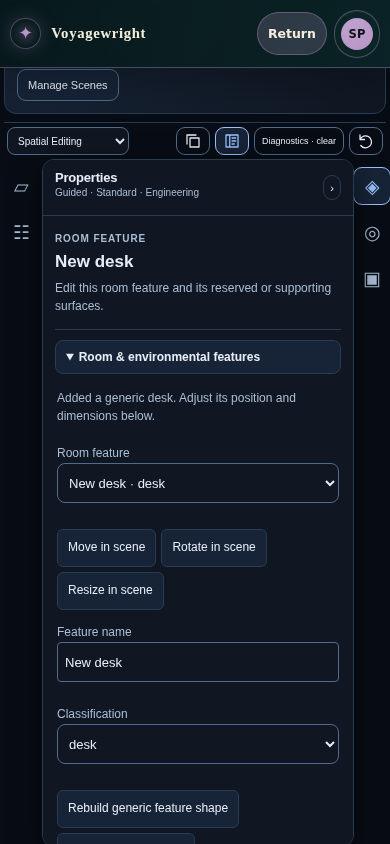 Voyagewright
Return
SP
Manage Scenes
Spatial Editing
Diagnostics · clear
Properties
Guided · Standard · Engineering
ROOM FEATURE
New desk
Edit this room feature and its reserved or supporting
surfaces.
Room & environmental features
Added a generic desk. Adjust its position and
dimensions below.
Room feature
New desk · desk
Move in scene
Rotate in scene
Resize in scene
Feature name
New desk
Classification
desk
Rebuild generic feature shape